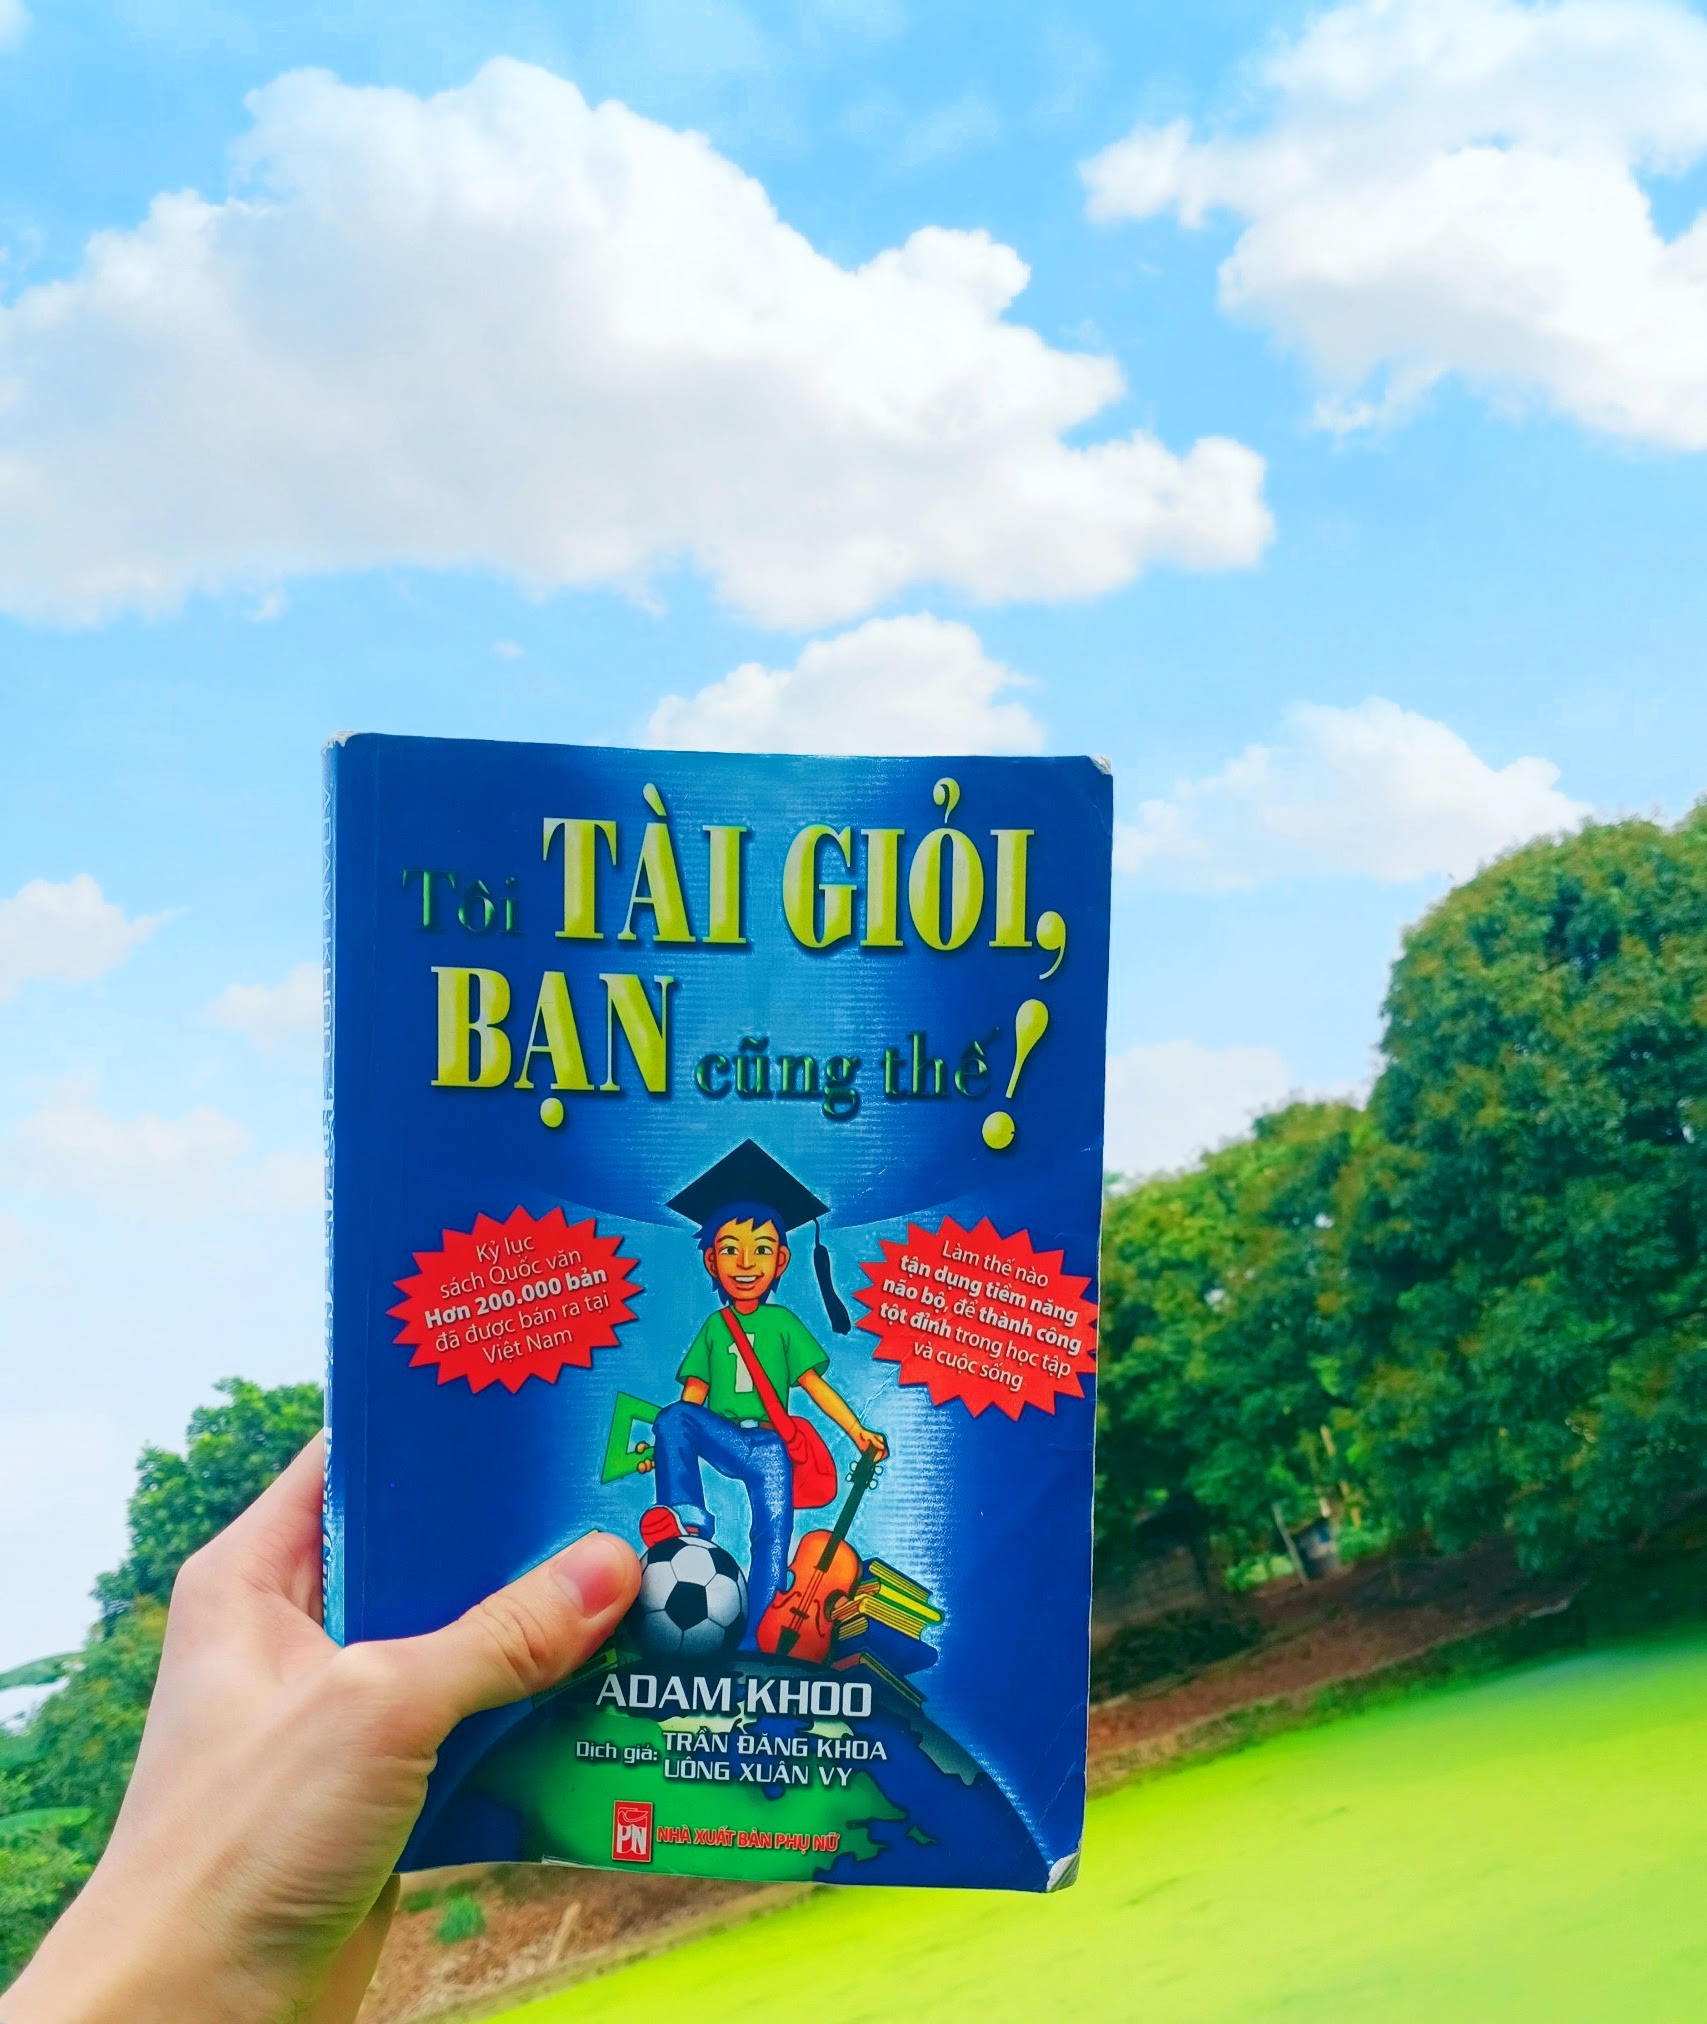 Tôi TÀI GIỎI,
BẠN cũng thế!
Kỷ lục
sách Quốc văn
Hơn 200.000 bản
đã được bán ra tại
Việt Nam
Làm thế nào
tận dụng tiềm năng
não bộ, để thành công
tột đỉnh trong học tập
và cuộc sống
1
ADAM KHOO
Dịch giả: TRẦN ĐĂNG KHOA
UÔNG XUÂN VY
PN NHÀ XUẤT BẢN PHỤ NỮ
ADAM KHOO